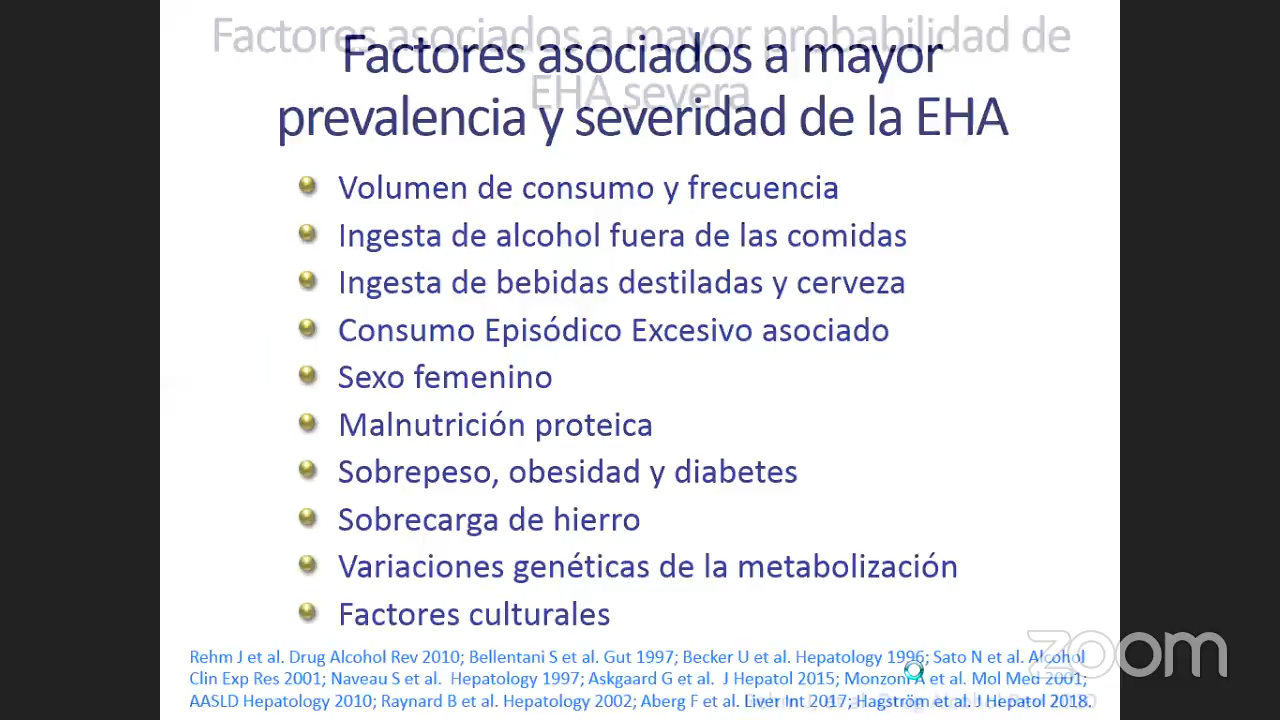 Factores asociados a mayor probabilidad de
EHA severa
Factores asociados a mayor
prevalencia y severidad de la EHA
Volumen de consumo y frecuencia
Ingesta de alcohol fuera de las comidas
Ingesta de bebidas destiladas y cerveza
Consumo Episódico Excesivo asociado
Sexo femenino
Malnutrición proteica
Sobrepeso, obesidad y diabetes
Sobrecarga de hierro
Variaciones genéticas de la metabolización
Factores culturales
Rehm J et al. Drug Alcohol Rev 2010; Bellentani S et al. Gut 1997; Becker U et al. Hepatology 1996; Sato N et al. Alcohol
Clin Exp Res 2001; Naveau S et al. Hepatology 1997; Askgaard G et al. J Hepatol 2015; Monzoni A et al. Mol Med 2001;
AASLD Hepatology 2010; Raynard B et al. Hepatology 2002; Aberg F et al. Liver Int 2017; Hagström et al. J Hepatol 2018.
zoom